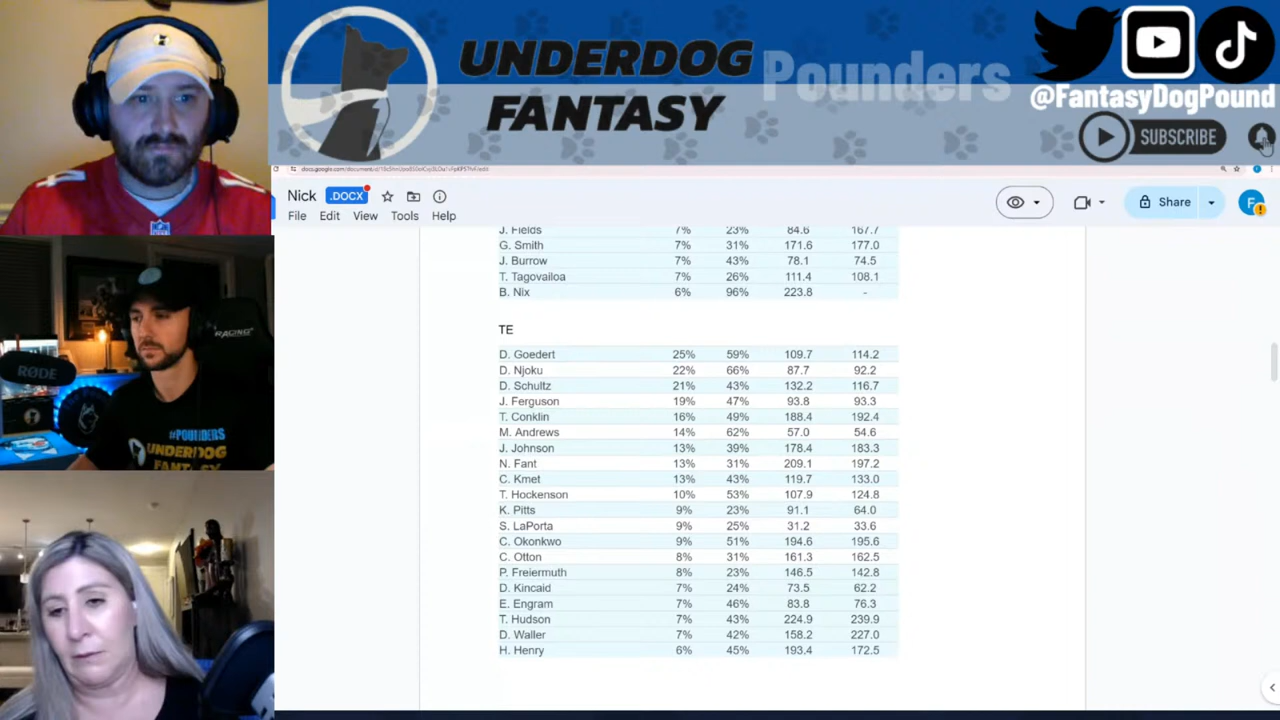 UNDERDOG
FANTASY
Pounders
@FantasyDogPound
SUBSCRIBE
Nick .DOCX
File Edit View Tools Help
Share
F
J. Fields 7% 23% 84.6 167.7
G. Smith 7% 31% 171.6 177.0
J. Burrow 7% 43% 78.1 74.5
T. Tagovailoa 7% 26% 111.4 108.1
B. Nix 6% 96% 223.8 -
TE
D. Goedert 25% 59% 109.7 114.2
D. Njoku 22% 66% 87.7 92.2
D. Schultz 21% 43% 132.2 116.7
J. Ferguson 19% 47% 93.8 93.3
T. Conklin 16% 49% 188.4 192.4
M. Andrews 14% 62% 57.0 54.6
J. Johnson 13% 39% 178.4 183.3
N. Fant 13% 31% 209.1 197.2
C. Kmet 13% 43% 119.7 133.0
T. Hockenson 10% 53% 107.9 124.8
K. Pitts 9% 23% 91.1 64.0
S. LaPorta 9% 25% 31.2 33.6
C. Okonkwo 9% 51% 194.6 195.6
C. Otton 8% 31% 161.3 162.5
P. Freiermuth 8% 23% 146.5 142.8
D. Kincaid 7% 24% 73.5 62.2
E. Engram 7% 46% 83.8 76.3
T. Hudson 7% 43% 224.9 239.9
D. Waller 7% 42% 158.2 227.0
H. Henry 6% 45% 193.4 172.5
RACING
RØDE
#POUNDERS
UNDERDOG
FANTASY